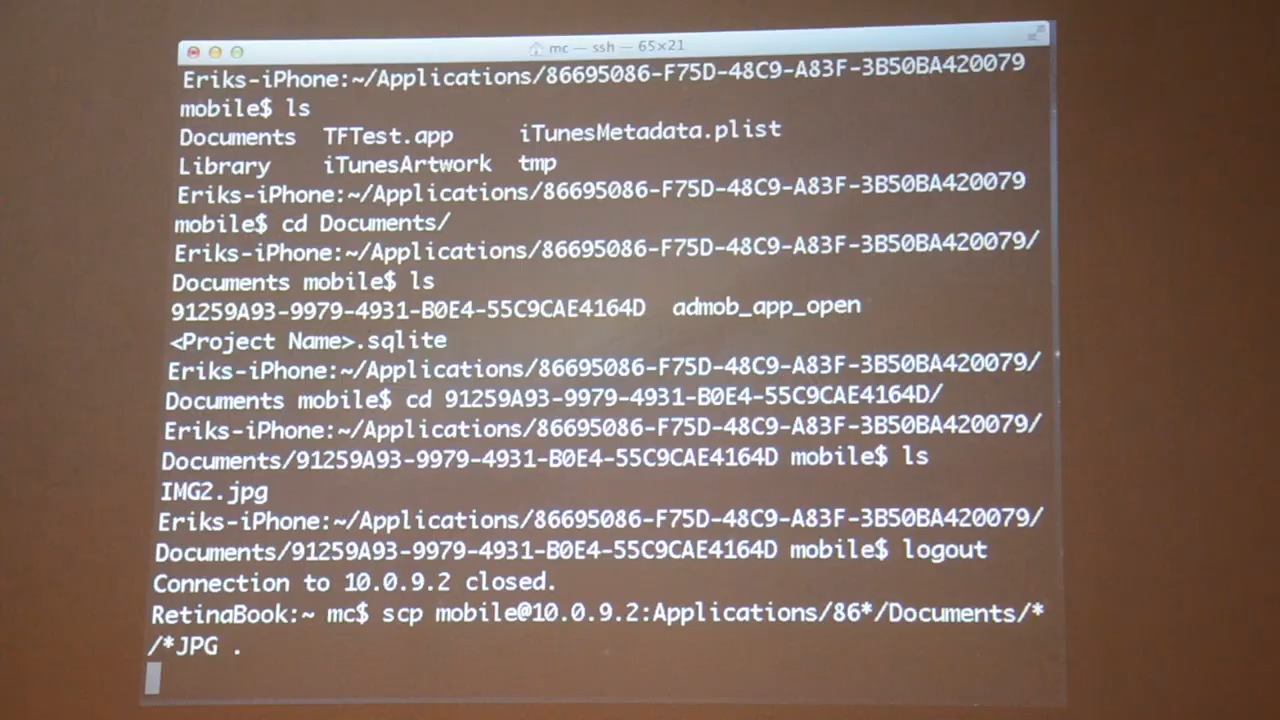 mc — ssh — 65×21
Eriks-iPhone:~/Applications/86695086-F75D-48C9-A83F-3B50BA420079
mobile$ ls
Documents TFTest.app iTunesMetadata.plist
Library iTunesArtwork tmp
Eriks-iPhone:~/Applications/86695086-F75D-48C9-A83F-3B50BA420079
mobile$ cd Documents/
Eriks-iPhone:~/Applications/86695086-F75D-48C9-A83F-3B50BA420079/
Documents mobile$ ls
91259A93-9979-4931-B0E4-55C9CAE4164D admob_app_open
<Project Name>.sqlite
Eriks-iPhone:~/Applications/86695086-F75D-48C9-A83F-3B50BA420079/
Documents mobile$ cd 91259A93-9979-4931-B0E4-55C9CAE4164D/
Eriks-iPhone:~/Applications/86695086-F75D-48C9-A83F-3B50BA420079/
Documents/91259A93-9979-4931-B0E4-55C9CAE4164D mobile$ ls
IMG2.jpg
Eriks-iPhone:~/Applications/86695086-F75D-48C9-A83F-3B50BA420079/
Documents/91259A93-9979-4931-B0E4-55C9CAE4164D mobile$ logout
Connection to 10.0.9.2 closed.
RetinaBook:~ mc$ scp mobile@10.0.9.2:Applications/86*/Documents/*
/*JPG .